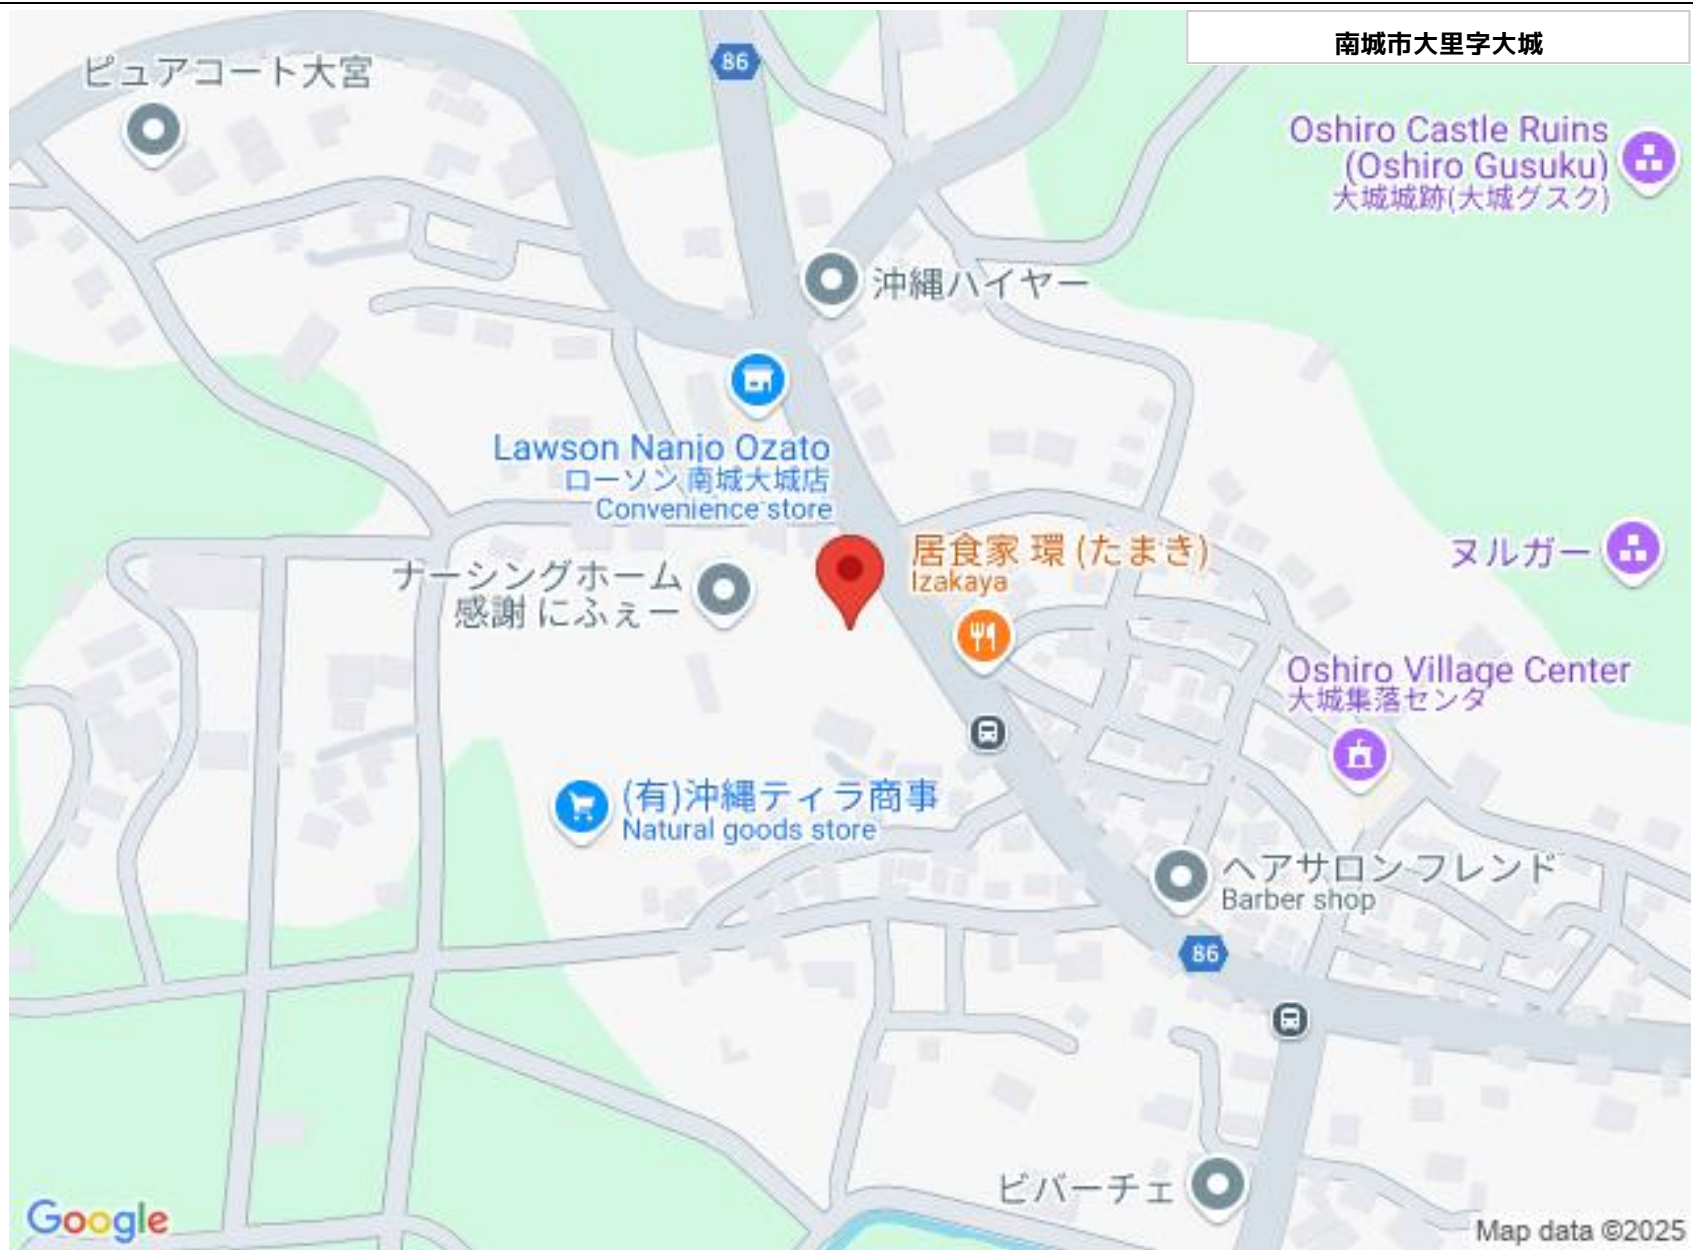 南城市大里字大城
86
ピュアコート大宮
Oshiro Castle Ruins
(Oshiro Gusuku)
大城城跡(大城グスク)
沖縄ハイヤー
Lawson Nanjo Ozato
ローソン 南城大城店
Convenience store
居食家 環 (たまき)
Izakaya
ヌルガー
ナーシングホーム
感謝 にふぇー
Oshiro Village Center
大城集落センタ
(有)沖縄ティラ商事
Natural goods store
ヘアサロン フレンド
Barber shop
86
ビバーチェ
Google
Map data ©2025